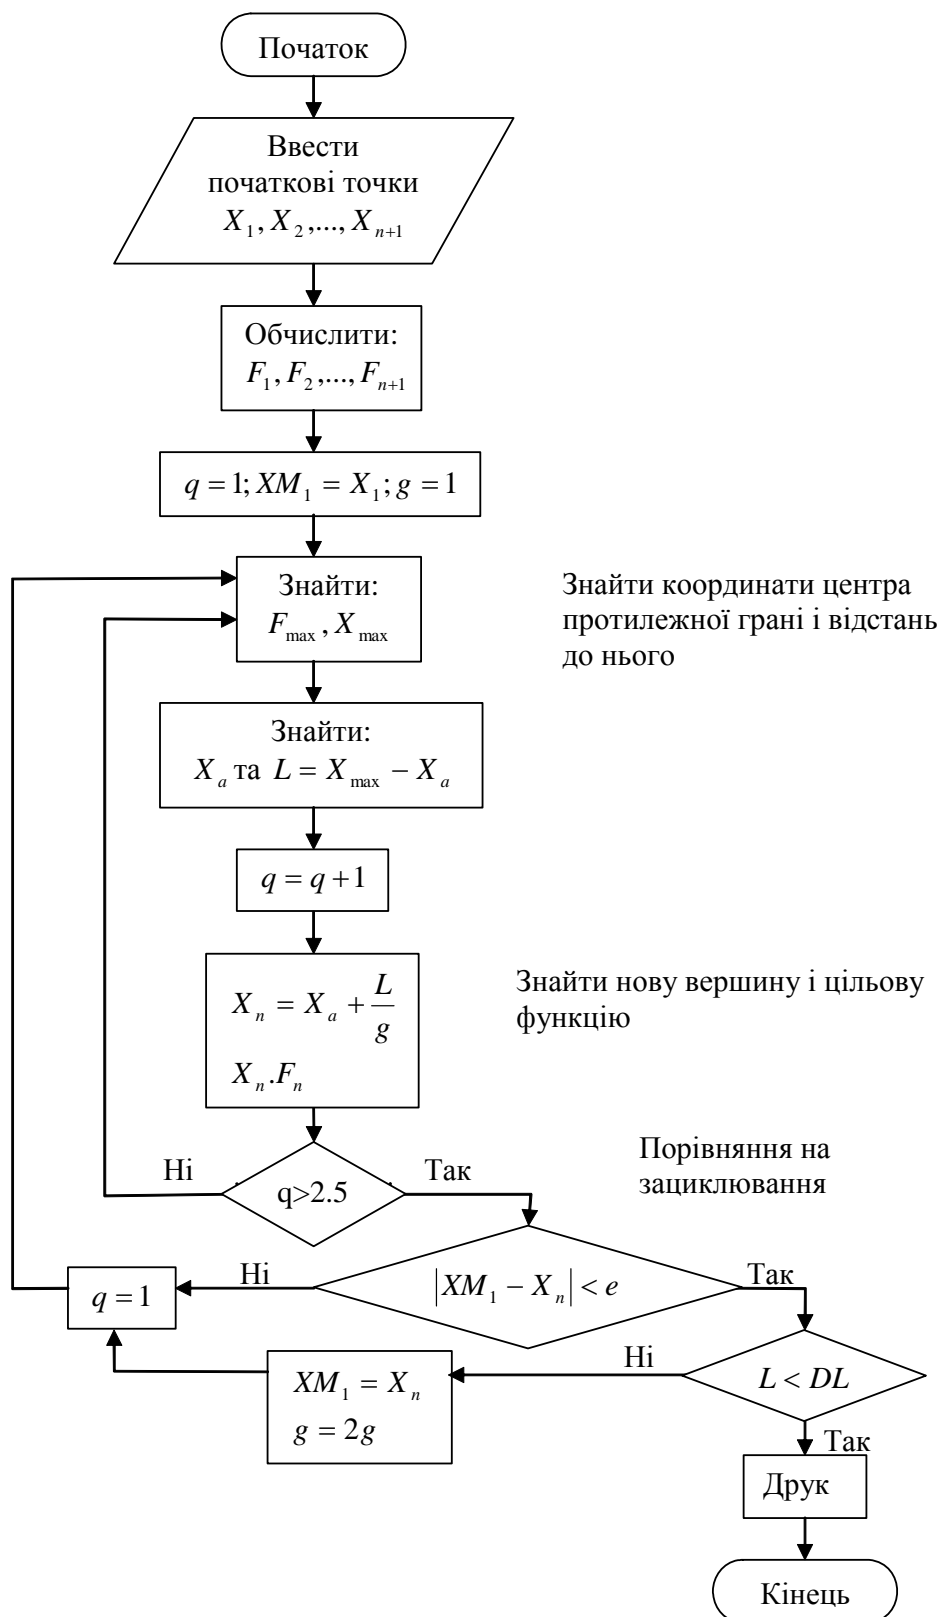 Початок
Ввести
початкові точки
X₁, X₂,..., Xₙ₊₁
Обчислити:
F₁, F₂,..., Fₙ₊₁
q = 1; XM₁ = X₁; g = 1
Знайти:
F_max, X_max
Знайти координати центра
протилежної грані і відстань
до нього
Знайти:
Xₐ та L = X_max − Xₐ
q = q + 1
Xₙ = Xₐ + L/g
Xₙ.Fₙ
Знайти нову вершину і цільову
функцію
Ні
q>2.5
Так
Порівняння на
зациклювання
q = 1
Ні
|XM₁ − Xₙ| < e
Так
XM₁ = Xₙ
g = 2g
Ні
L < DL
Так
Друк
Кінець